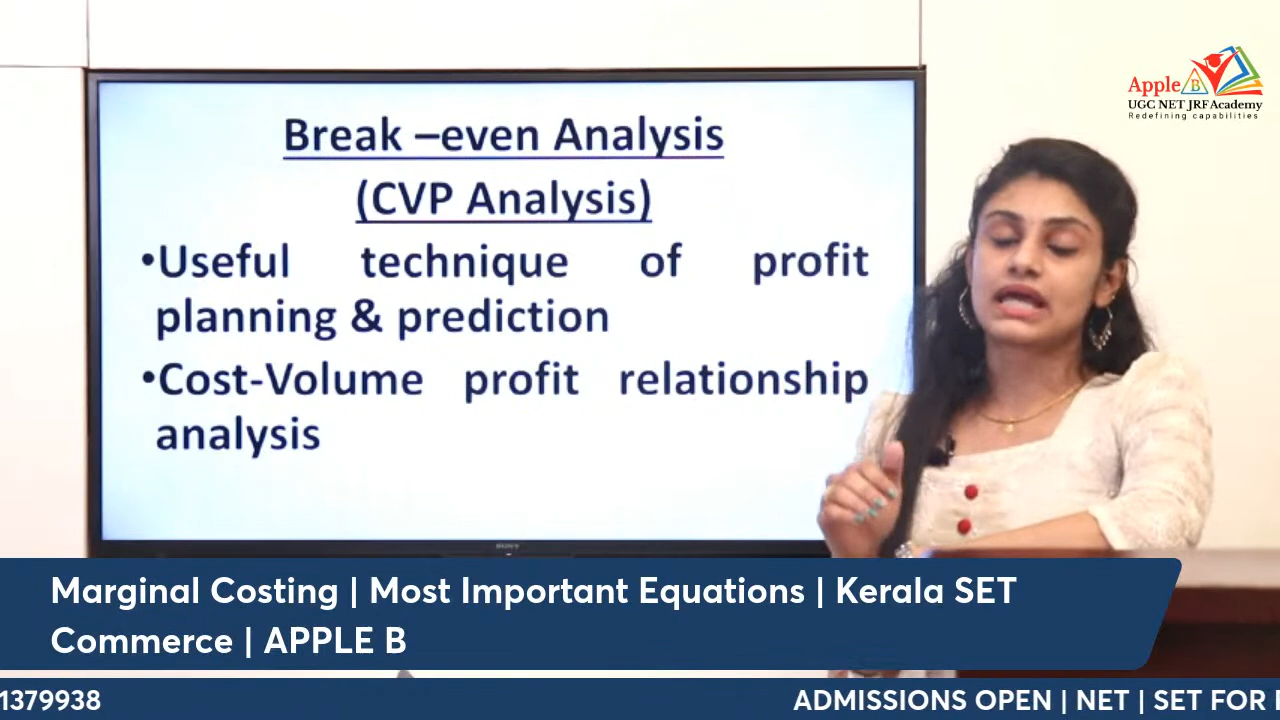 Apple B
UGC NET JRF Academy
Redefining capabilities
Break –even Analysis
(CVP Analysis)
•Useful technique of profit
planning & prediction
•Cost-Volume profit relationship
analysis
SONY
Marginal Costing | Most Important Equations | Kerala SET
Commerce | APPLE B
1379938 ADMISSIONS OPEN | NET | SET FOR